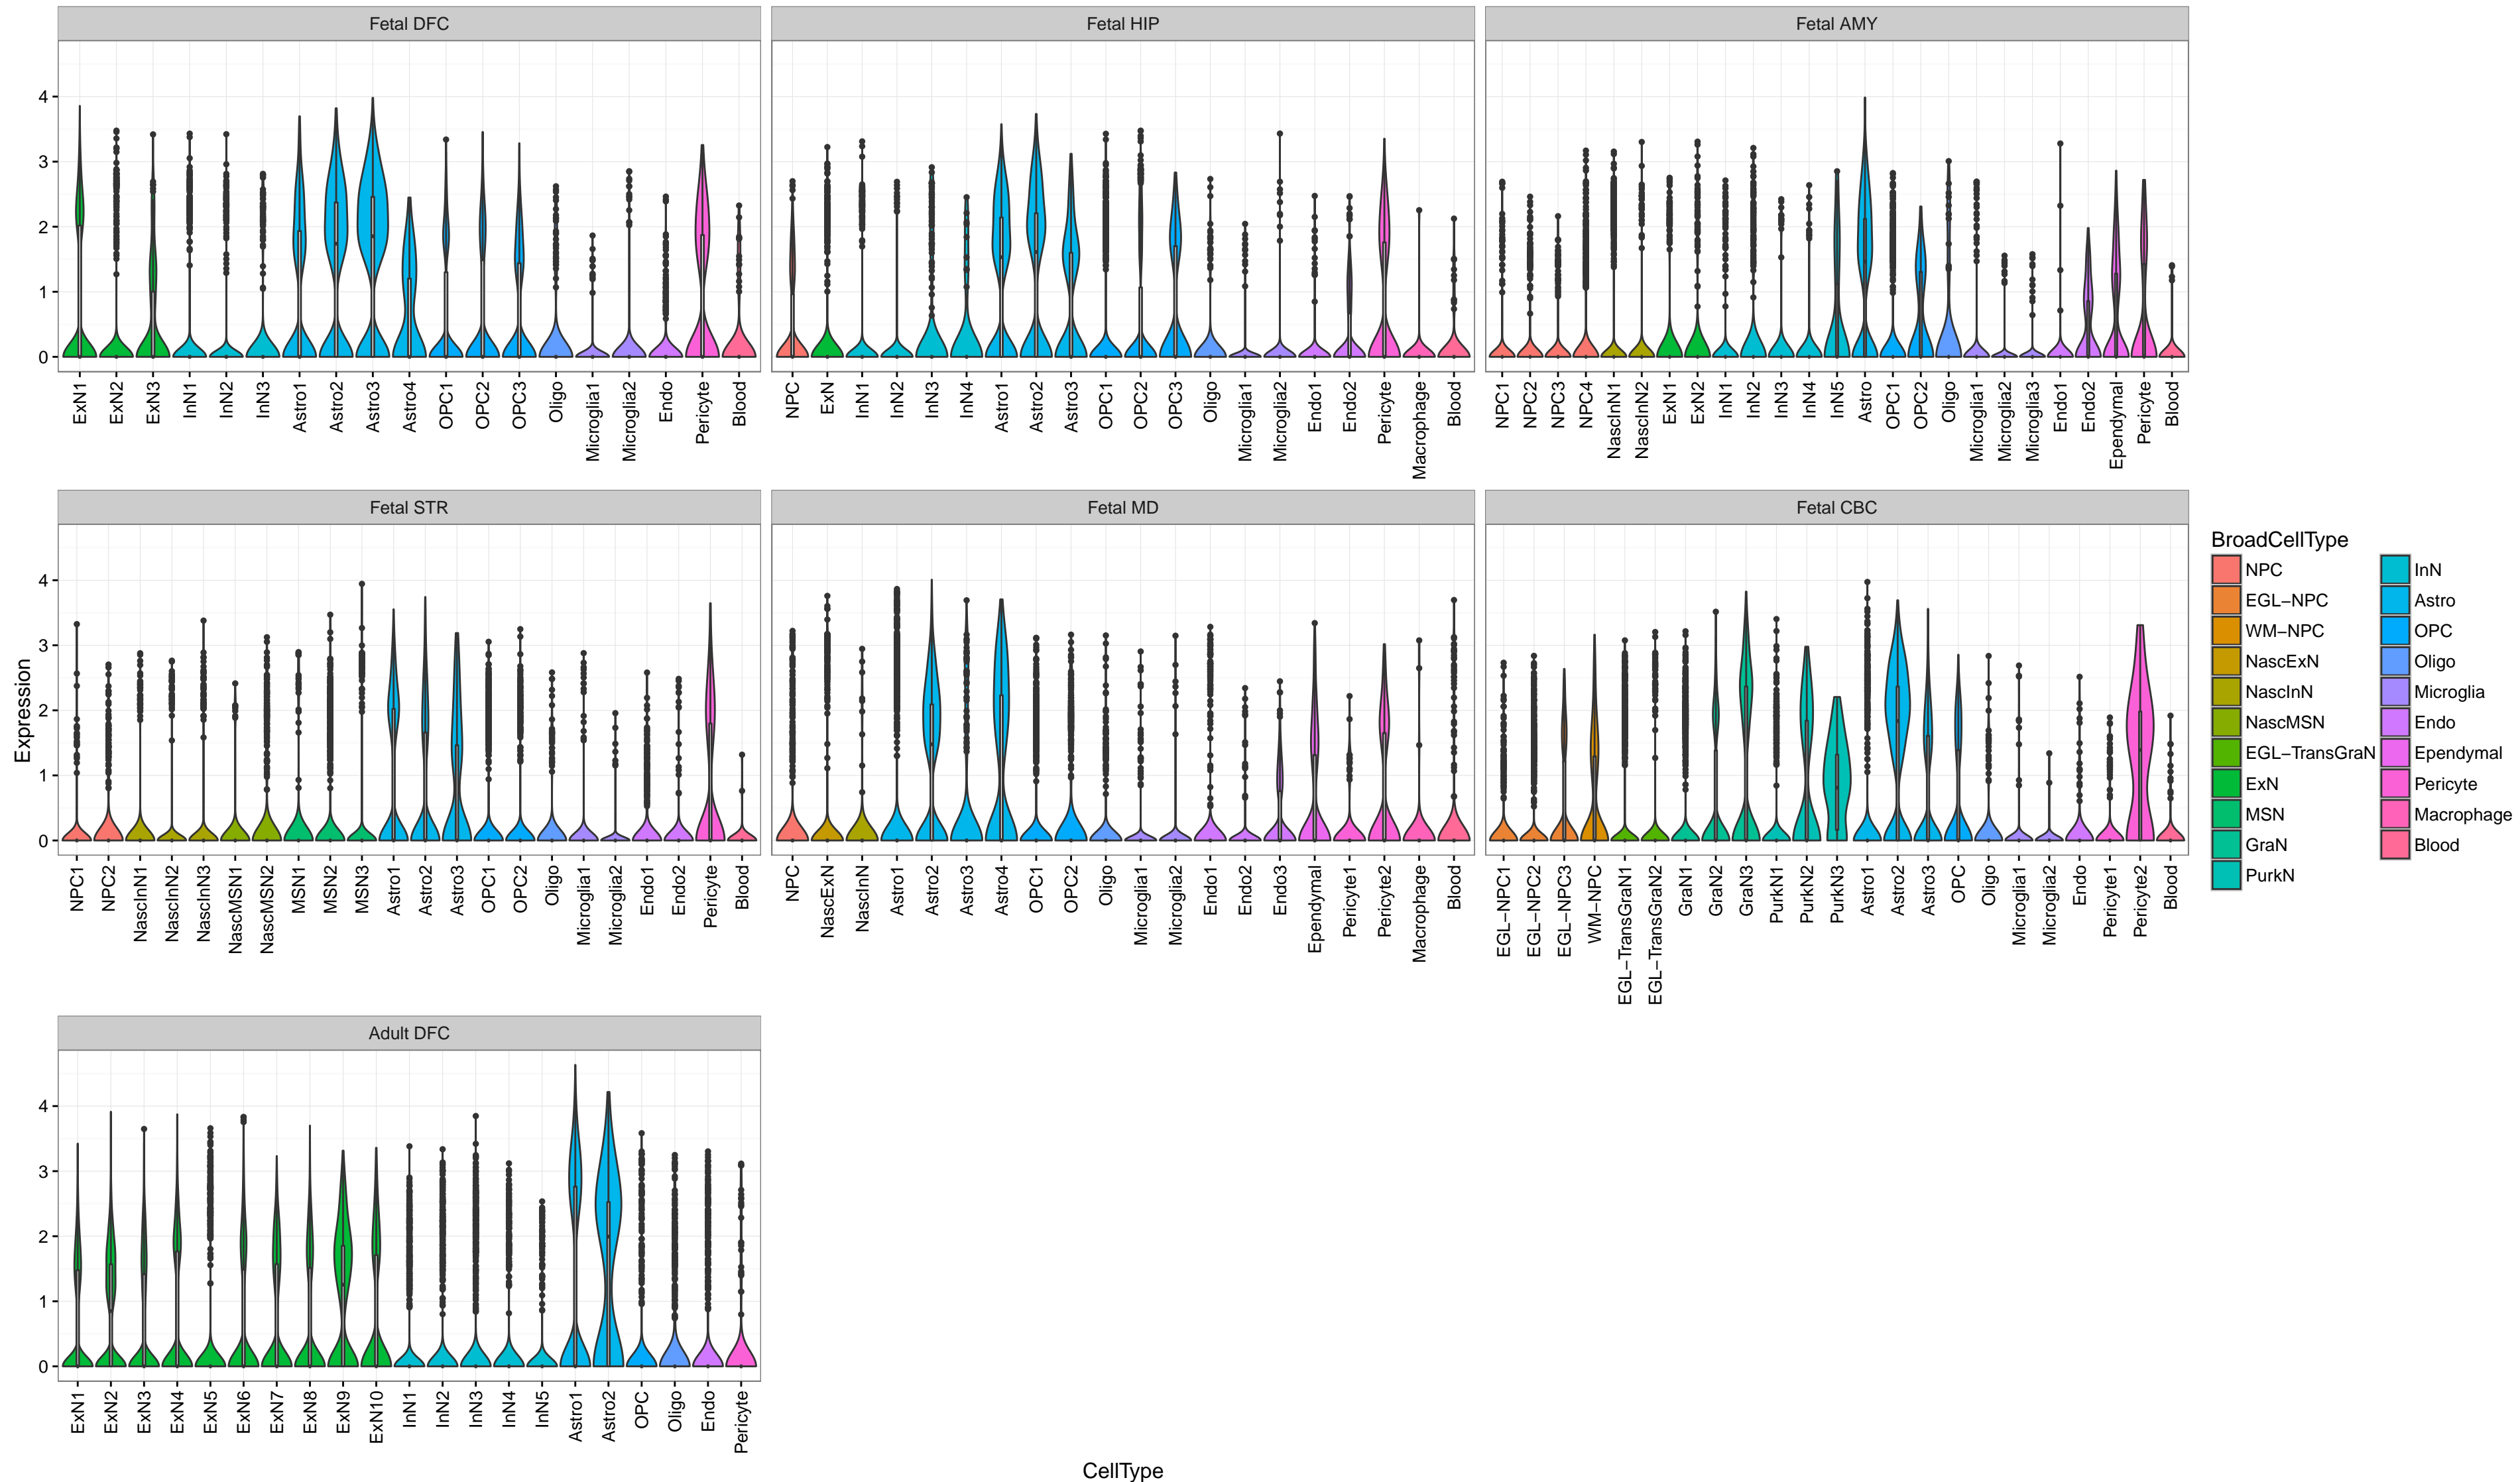 Fetal DFC
Fetal HIP
Fetal AMY
4
3
2
1
0
ExN1 ExN2 ExN3 InN1 InN2 InN3 Astro1 Astro2 Astro3 Astro4 OPC1 OPC2 OPC3 Oligo Microglia1 Microglia2 Endo Pericyte Blood
NPC ExN InN1 InN2 InN3 InN4 Astro1 Astro2 Astro3 OPC1 OPC2 OPC3 Oligo Microglia1 Microglia2 Endo1 Endo2 Pericyte Macrophage Blood
NPC1 NPC2 NPC3 NPC4 NascInN1 NascInN2 ExN1 ExN2 InN1 InN2 InN3 InN4 InN5 Astro OPC1 OPC2 Oligo Microglia1 Microglia2 Microglia3 Endo1 Endo2 Ependymal Pericyte Blood
Fetal STR
Fetal MD
Fetal CBC
Expression
4
3
2
1
0
NPC1 NPC2 NascInN1 NascInN2 NascInN3 NascMSN1 NascMSN2 MSN1 MSN2 MSN3 Astro1 Astro2 Astro3 OPC1 OPC2 Oligo Microglia1 Microglia2 Endo1 Endo2 Pericyte Blood
NPC NascExN NascInN Astro1 Astro2 Astro3 Astro4 OPC1 OPC2 Oligo Microglia1 Microglia2 Endo1 Endo2 Endo3 Ependymal Pericyte1 Pericyte2 Macrophage Blood
EGL−NPC1 EGL−NPC2 EGL−NPC3 WM−NPC EGL−TransGraN1 EGL−TransGraN2 GraN1 GraN2 GraN3 PurkN1 PurkN2 PurkN3 Astro1 Astro2 Astro3 OPC Oligo Microglia1 Microglia2 Endo Pericyte1 Pericyte2 Blood
BroadCellType
NPC
EGL−NPC
WM−NPC
NascExN
NascInN
NascMSN
EGL−TransGraN
ExN
MSN
GraN
PurkN
InN
Astro
OPC
Oligo
Microglia
Endo
Ependymal
Pericyte
Macrophage
Blood
Adult DFC
4
3
2
1
0
ExN1 ExN2 ExN3 ExN4 ExN5 ExN6 ExN7 ExN8 ExN9 ExN10 InN1 InN2 InN3 InN4 InN5 Astro1 Astro2 OPC Oligo Endo Pericyte
CellType